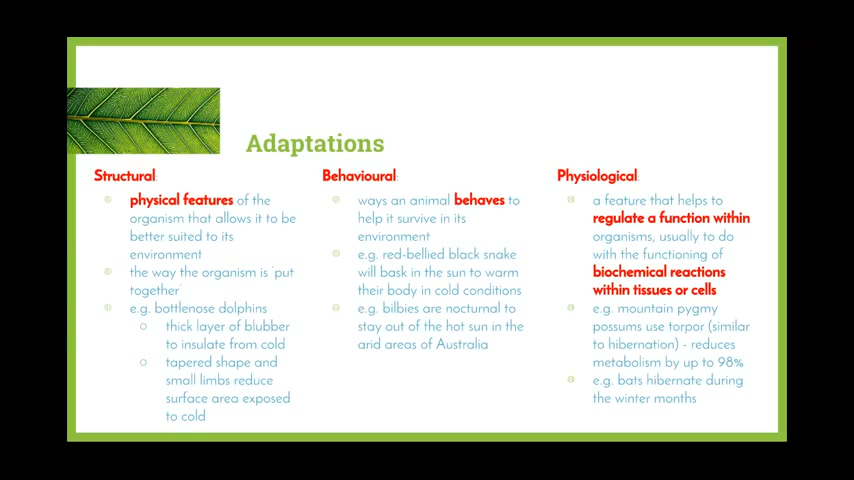 Adaptations
Structural:
physical features of the
organism that allows it to be
better suited to its
environment
the way the organism is 'put
together'
e.g. bottlenose dolphins
thick layer of blubber
to insulate from cold
tapered shape and
small limbs reduce
surface area exposed
to cold
Behavioural:
ways an animal behaves to
help it survive in its
environment
e.g. red-bellied black snake
will bask in the sun to warm
their body in cold conditions
e.g. bilbies are nocturnal to
stay out of the hot sun in the
arid areas of Australia
Physiological:
a feature that helps to
regulate a function within
organisms, usually to do
with the functioning of
biochemical reactions
within tissues or cells
e.g. mountain pygmy
possums use torpor (similar
to hibernation) - reduces
metabolism by up to 98%
e.g. bats hibernate during
the winter months